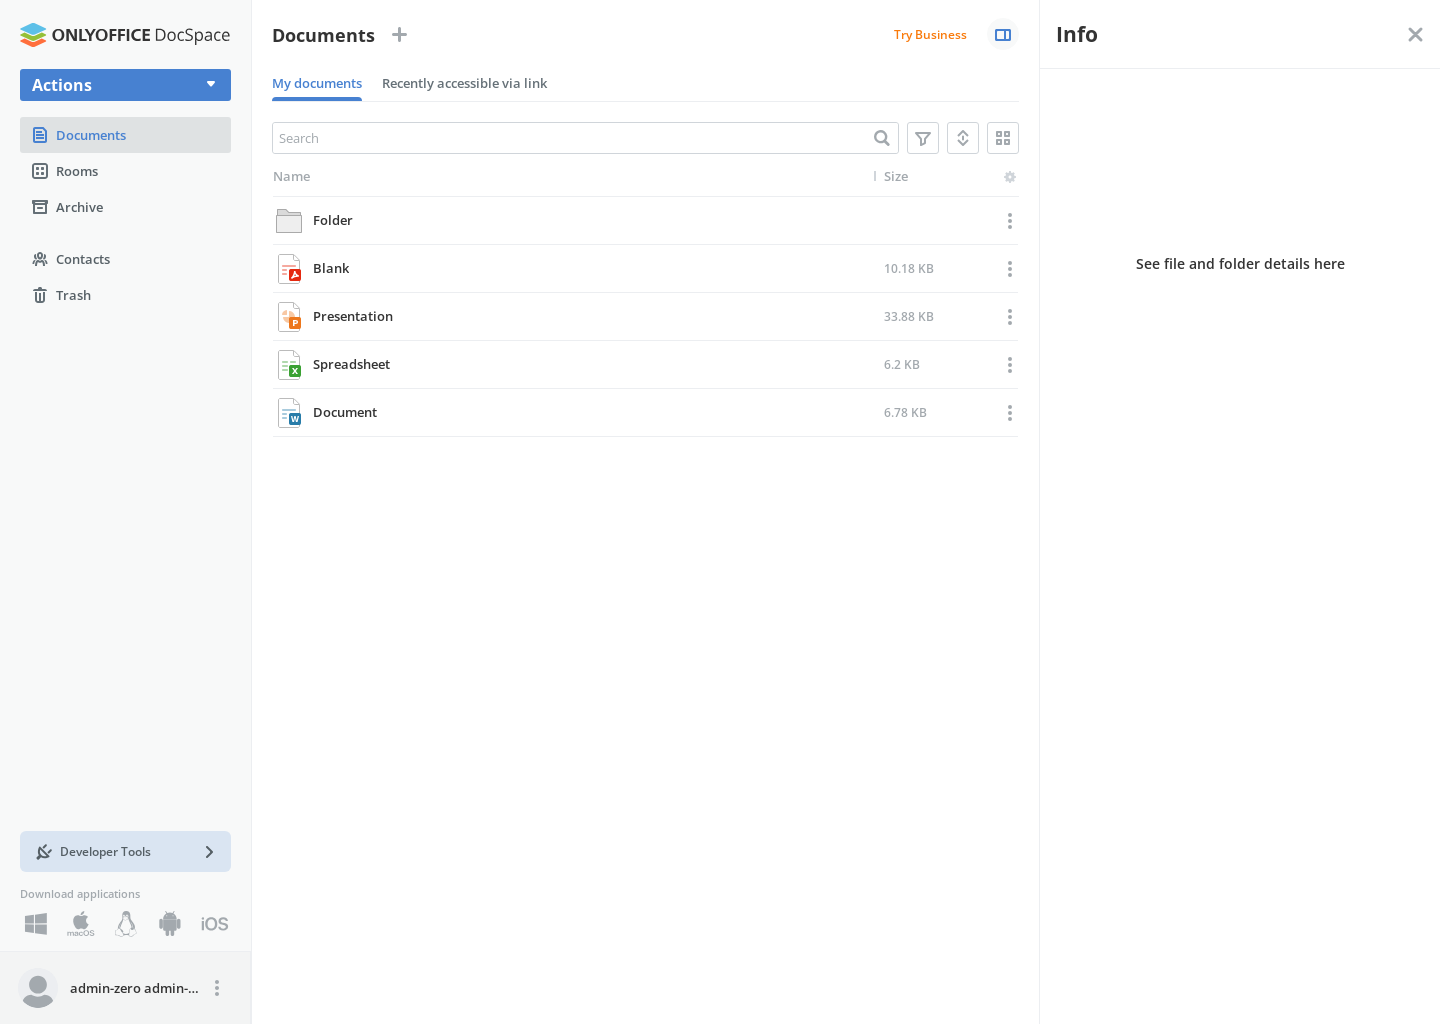 ONLYOFFICE DocSpace
Actions
Documents
Rooms
Archive
Contacts
Trash
Developer Tools
Download applications
macOS
iOS
admin-zero admin-...
Documents
Try Business
My documents
Recently accessible via link
Search
Name
Size
Folder
Blank
10.18 KB
Presentation
P
33.88 KB
Spreadsheet
X
6.2 KB
Document
W
6.78 KB
Info
See file and folder details here